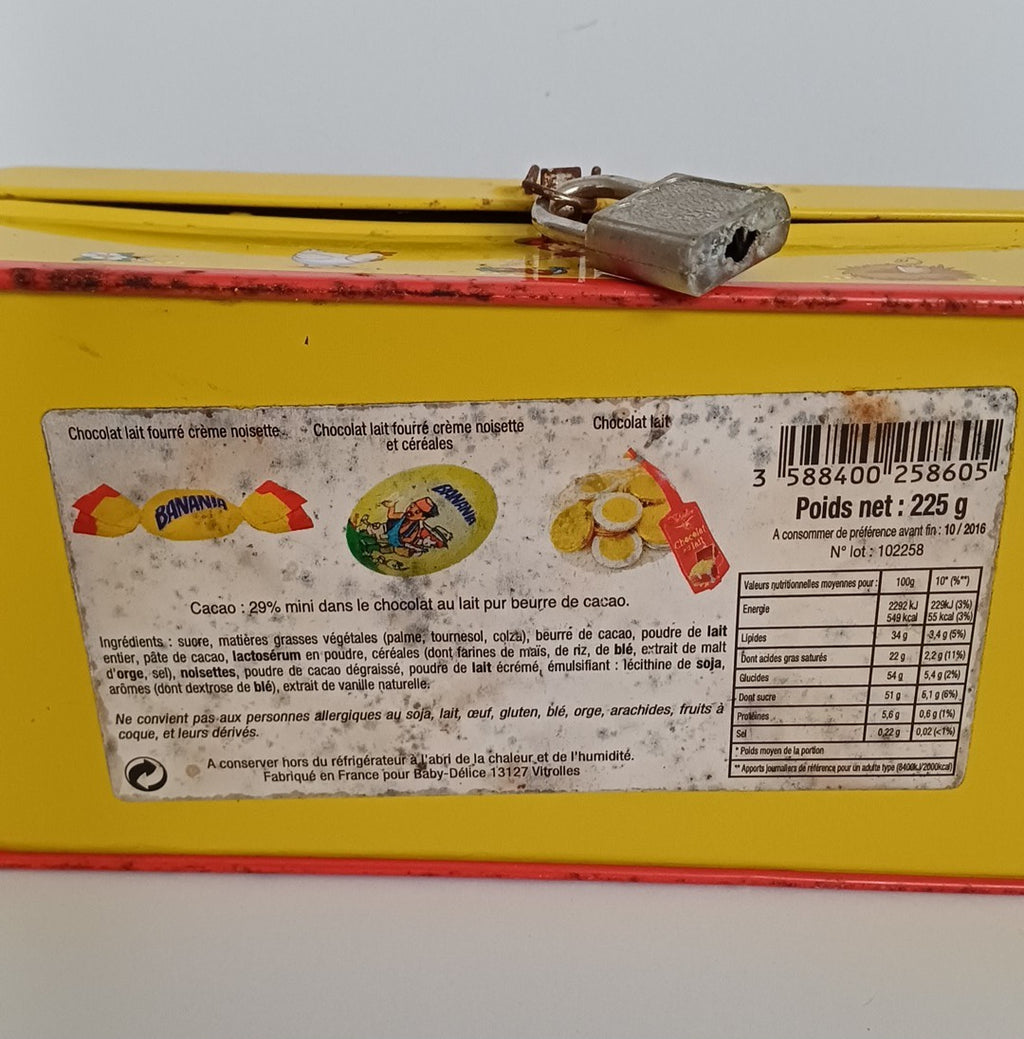 Chocolat lait fourré crème noisette
Chocolat lait fourré crème noisette
et céréales
Chocolat lait
BANANIA
BANANIA
Chocolat
lait
3 588400 258605
Poids net : 225 g
A consommer de préférence avant fin : 10 / 2016
N° lot : 102258
Cacao : 29% mini dans le chocolat au lait pur beurre de cacao.
Ingrédients : sucre, matières grasses végétales (palme, tournesol, colza), beurre de cacao, poudre de lait
entier, pâte de cacao, lactosérum en poudre, céréales (dont farines de maïs, de riz, de blé, extrait de malt
d'orge, sel), noisettes, poudre de cacao dégraissé, poudre de lait écrémé, émulsifiant : lécithine de soja,
arômes (dont dextrose de blé), extrait de vanille naturelle.
Ne convient pas aux personnes allergiques au soja, lait, œuf, gluten, blé, orge, arachides, fruits à
coque, et leurs dérivés.
A conserver hors du réfrigérateur à l'abri de la chaleur et de l'humidité.
Fabriqué en France pour Baby-Délice 13127 Vitrolles
Valeurs nutritionnelles moyennes pour : 100g 10* (%**)
Energie 2292 kJ 229kJ (3%)
549 kcal 55 kcal (3%)
Lipides 34 g 3,4 g (5%)
Dont acides gras saturés 22 g 2,2 g (11%)
Glucides 54 g 5,4 g (2%)
Dont sucre 51 g 5,1 g (6%)
Protéines 5,6 g 0,6 g (1%)
Sel 0,22 g 0,02 (<1%)
* Poids moyen de la portion
** Apports journaliers de référence pour un adulte type (8400kJ/2000kcal)